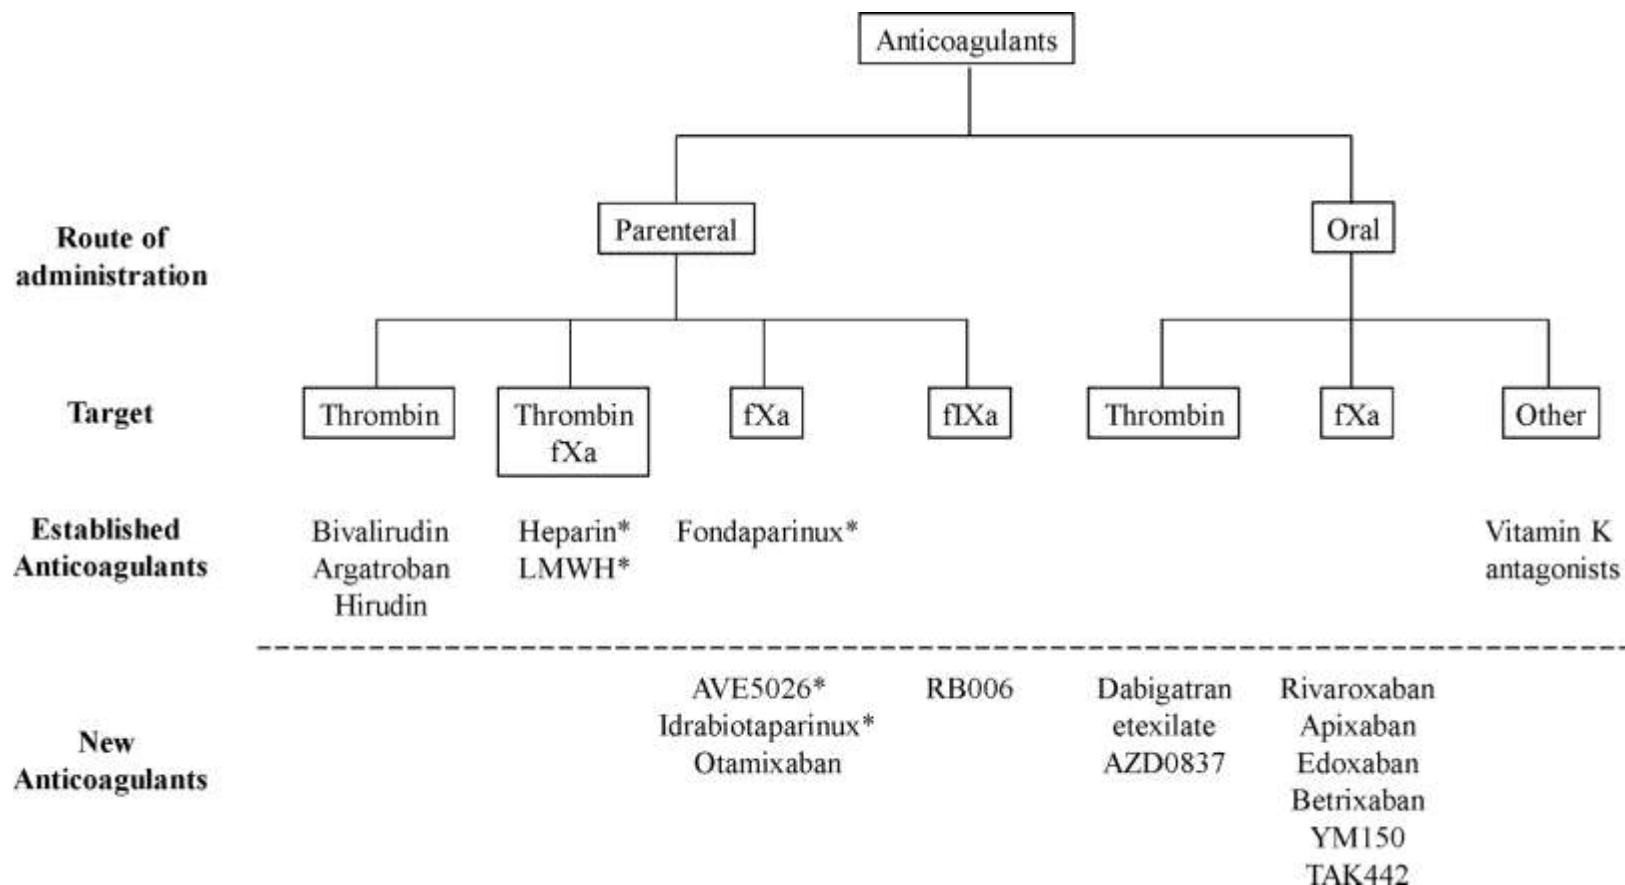 Anticoagulants
Route of
administration
Parenteral
Oral
Target
Thrombin
Thrombin
fXa
fXa
fIXa
Thrombin
fXa
Other
Established
Anticoagulants
Bivalirudin
Argatroban
Hirudin
Heparin*
LMWH*
Fondaparinux*
Vitamin K
antagonists
New
Anticoagulants
AVE5026*
Idrabiotaparinux*
Otamixaban
RB006
Dabigatran
etexilate
AZD0837
Rivaroxaban
Apixaban
Edoxaban
Betrixaban
YM150
TAK442